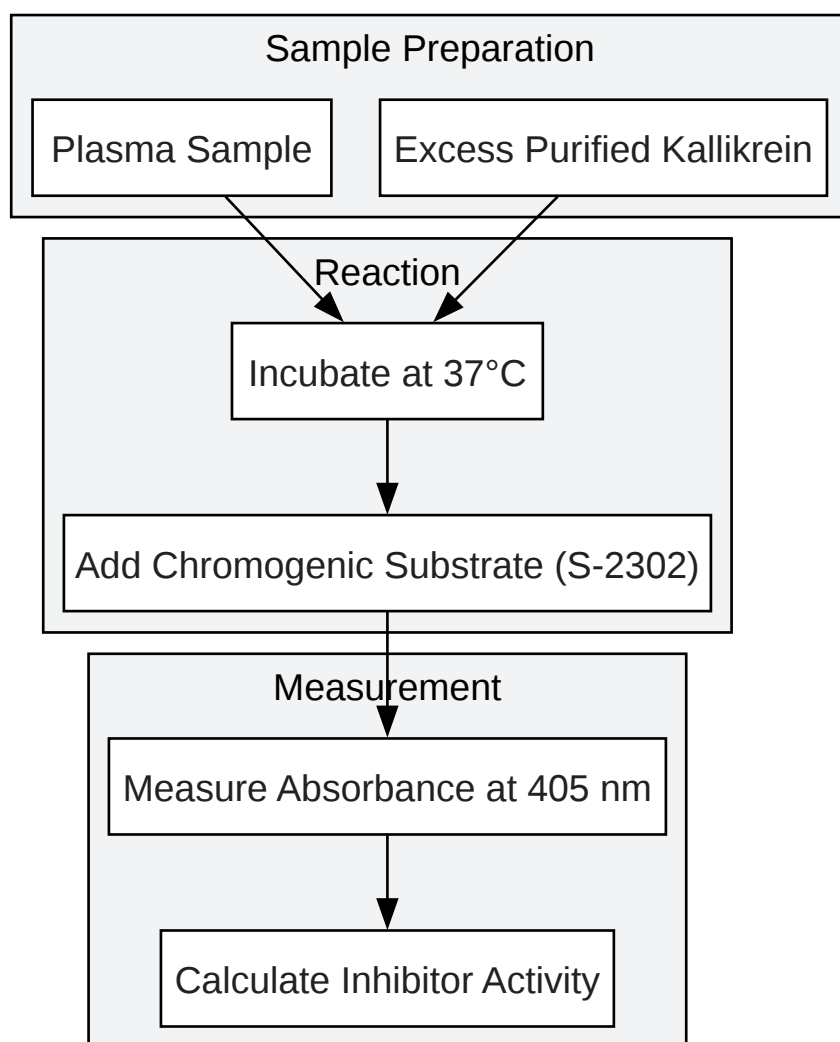 Sample Preparation
Plasma Sample
Excess Purified Kallikrein
Reaction
Incubate at 37°C
Add Chromogenic Substrate (S-2302)
Measurement
Measure Absorbance at 405 nm
Calculate Inhibitor Activity